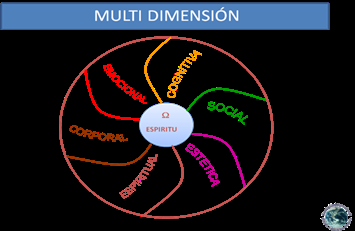 MULTI DIMENSIÓN
COGNITIVA
EMOCIONAL
SOCIAL
Ω
ESPIRITU
CORPORAL
ESTETICA
ESPIRITUAL